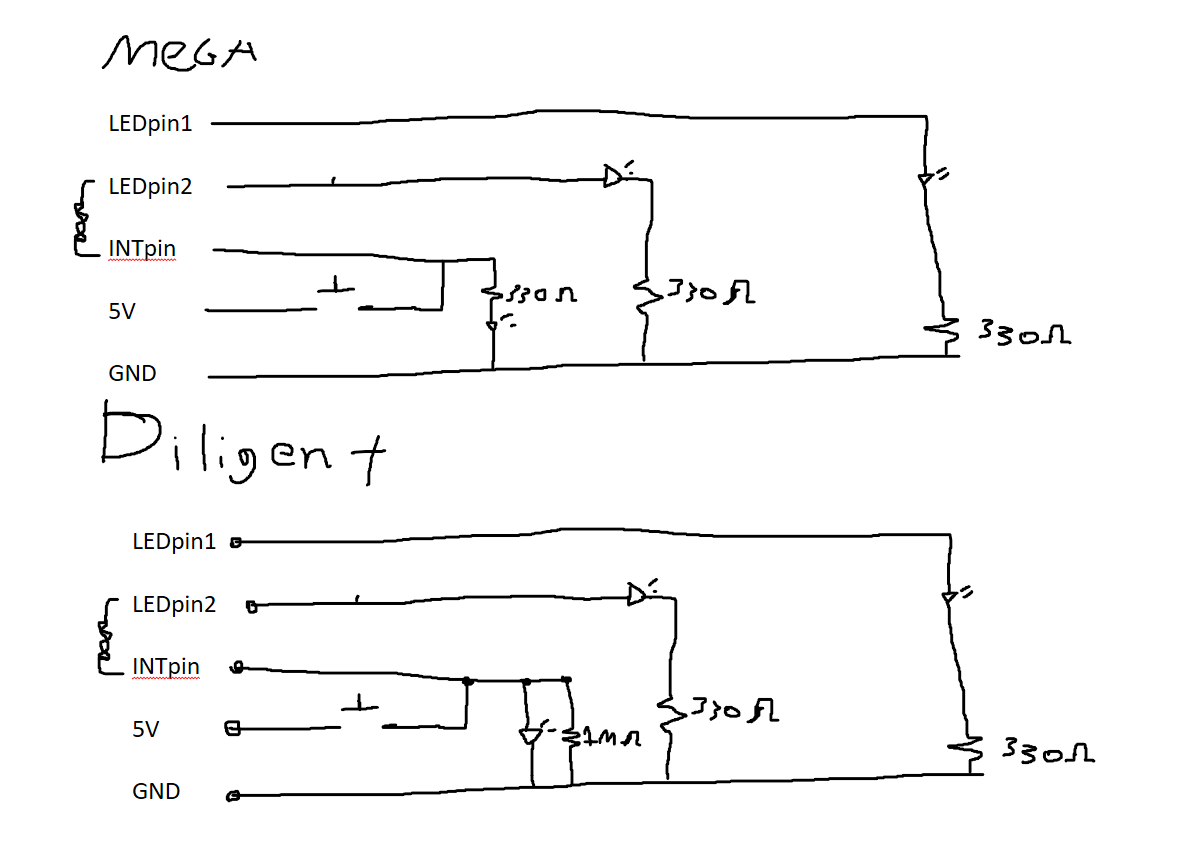 MEGA
LEDpin1
LEDpin2
INTpin
330Ω
330Ω
5V
330Ω
GND
Diligent
LEDpin1
LEDpin2
INTpin
330Ω
5V
1MΩ
330Ω
GND